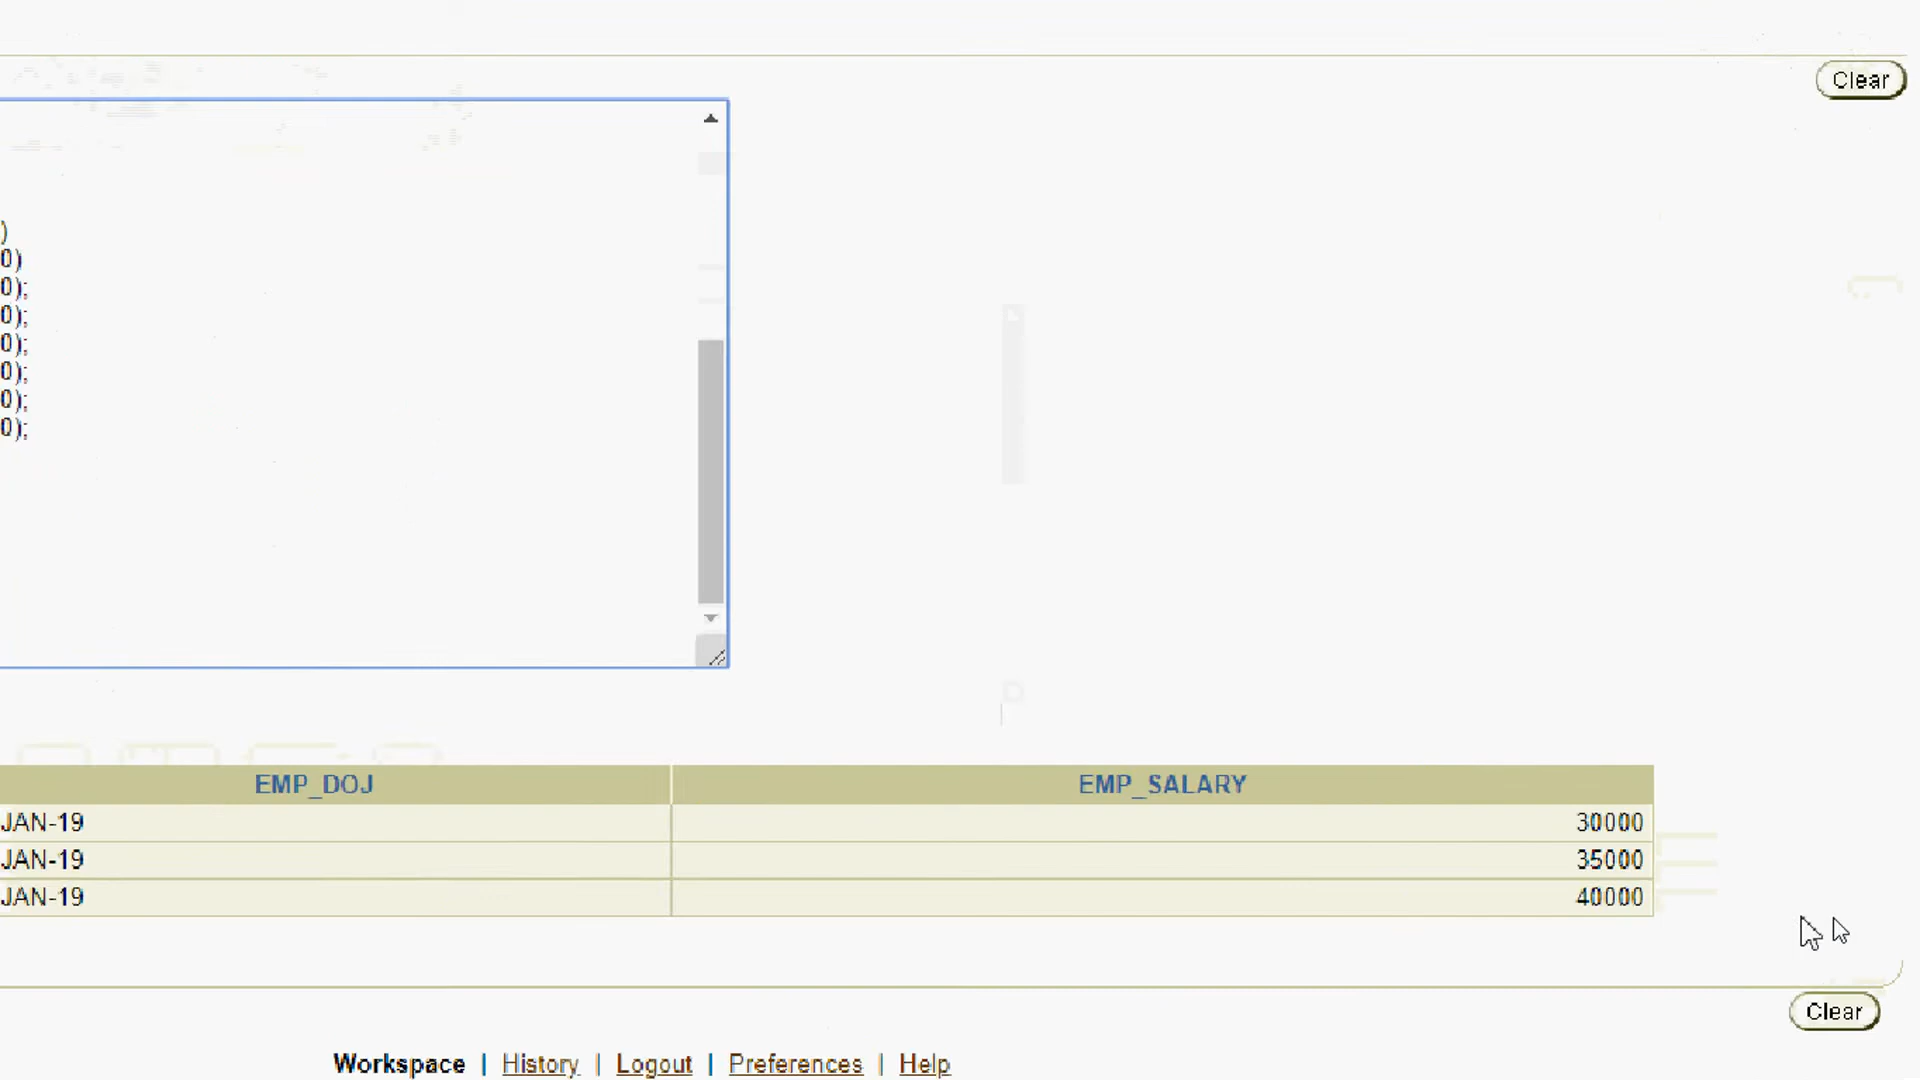 Clear
)
0)
0);
0);
0);
0);
0);
0);
EMP_DOJ EMP_SALARY
JAN-19 30000
JAN-19 35000
JAN-19 40000
Clear
Workspace | History | Logout | Preferences | Help